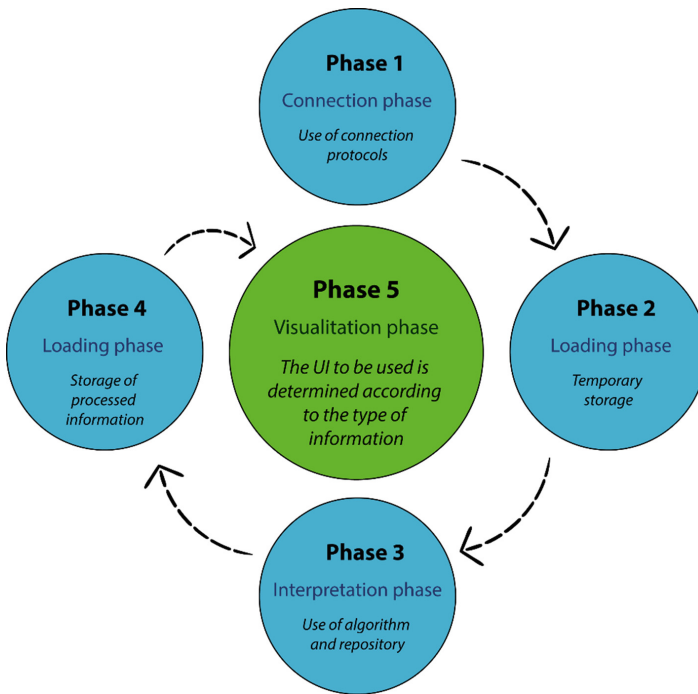 Phase 1
Connection phase
Use of connection
protocols
Phase 2
Loading phase
Temporary
storage
Phase 3
Interpretation phase
Use of algorithm
and repository
Phase 4
Loading phase
Storage of
processed
information
Phase 5
Visualitation phase
The UI to be used is
determined according
to the type of
information